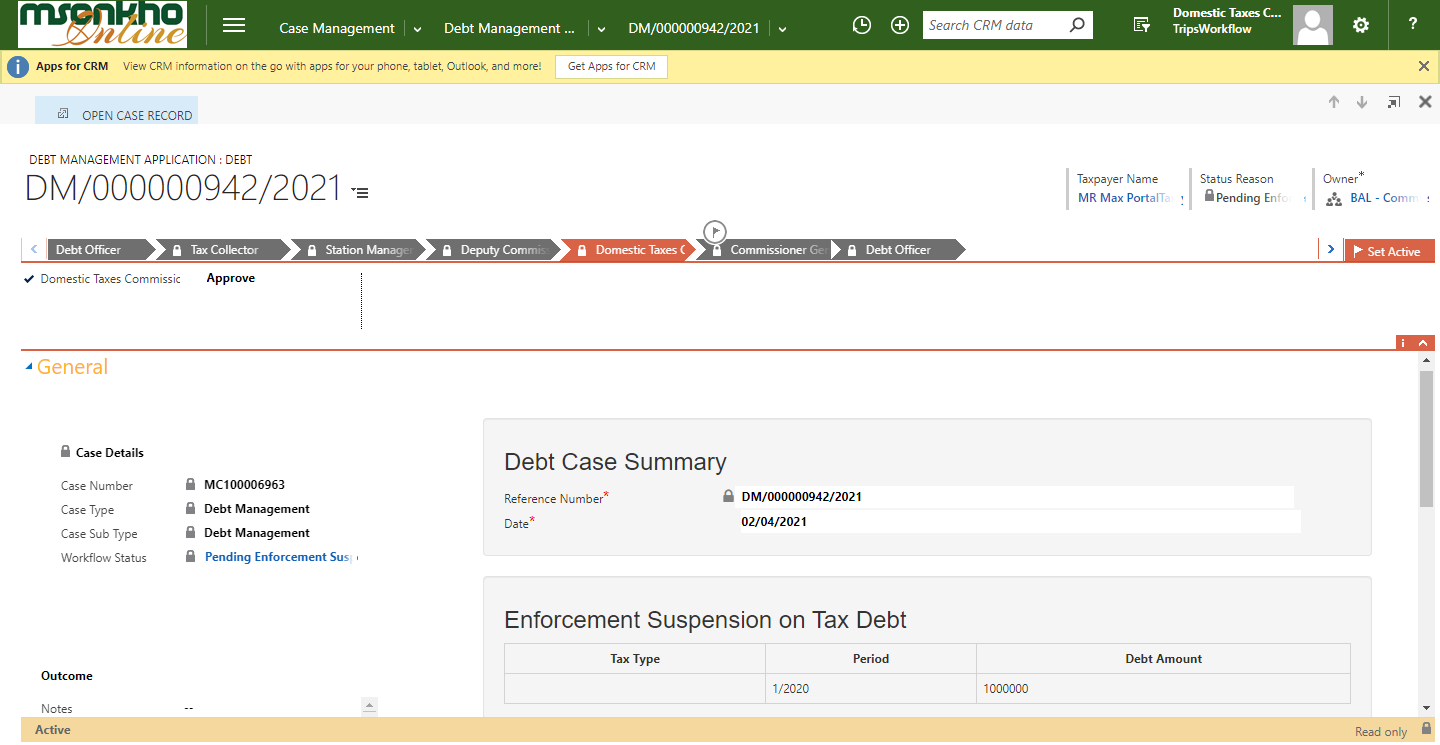 msonkho
Online
Case Management
Debt Management ...
DM/000000942/2021
Search CRM data
Domestic Taxes C...
TripsWorkflow
?
i
Apps for CRM
View CRM information on the go with apps for your phone, tablet, Outlook, and more!
Get Apps for CRM
OPEN CASE RECORD
DEBT MANAGEMENT APPLICATION : DEBT
DM/000000942/2021
Taxpayer Name
MR Max PortalTa
Status Reason
Pending Enfo
Owner*
BAL - Comm
Debt Officer
Tax Collector
Station Manager
Deputy Commis
Domestic Taxes C
Commissioner Ge
Debt Officer
Set Active
Domestic Taxes Commissic
Approve
i
General
Case Details
Case Number
MC100006963
Case Type
Debt Management
Case Sub Type
Debt Management
Workflow Status
Pending Enforcement Sus
Outcome
Notes
--
Debt Case Summary
Reference Number*
DM/000000942/2021
Date*
02/04/2021
Enforcement Suspension on Tax Debt
Tax Type
Period
Debt Amount
1/2020
1000000
Active
Read only